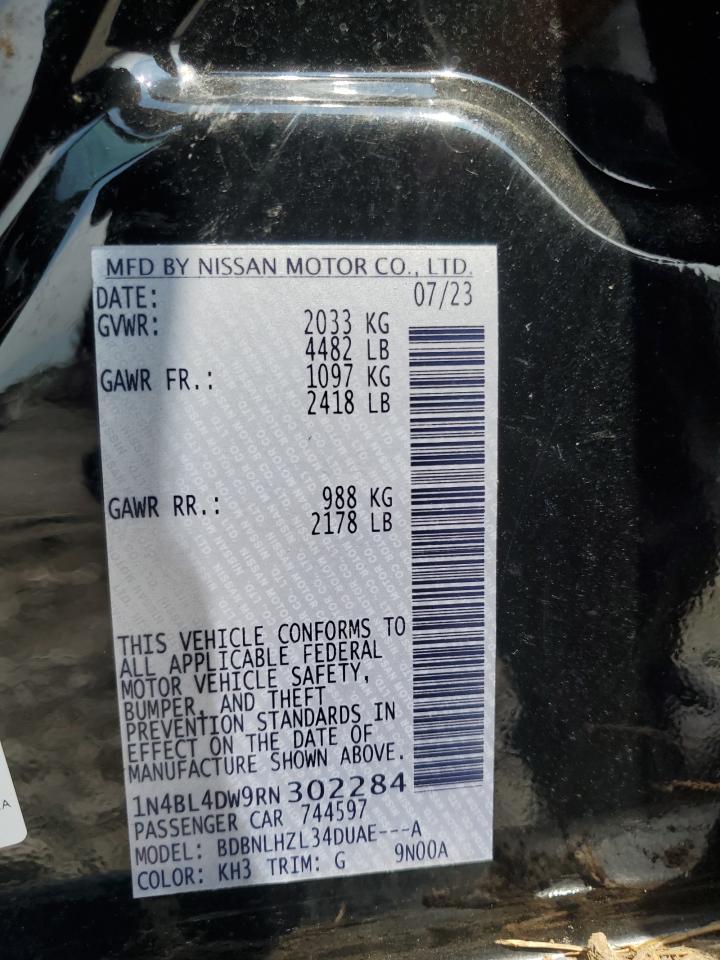 MFD BY NISSAN MOTOR CO., LTD.
DATE: 07/23
GVWR: 2033 KG
4482 LB
GAWR FR.: 1097 KG
2418 LB
GAWR RR.: 988 KG
2178 LB
THIS VEHICLE CONFORMS TO
ALL APPLICABLE FEDERAL
MOTOR VEHICLE SAFETY,
BUMPER, AND THEFT
PREVENTION STANDARDS IN
EFFECT ON THE DATE OF
MANUFACTURE SHOWN ABOVE.
1N4BL4DW9RN302284
PASSENGER CAR 744597
MODEL: BDBNLHZL34DUAE---A
COLOR: KH3 TRIM: G 9N00A